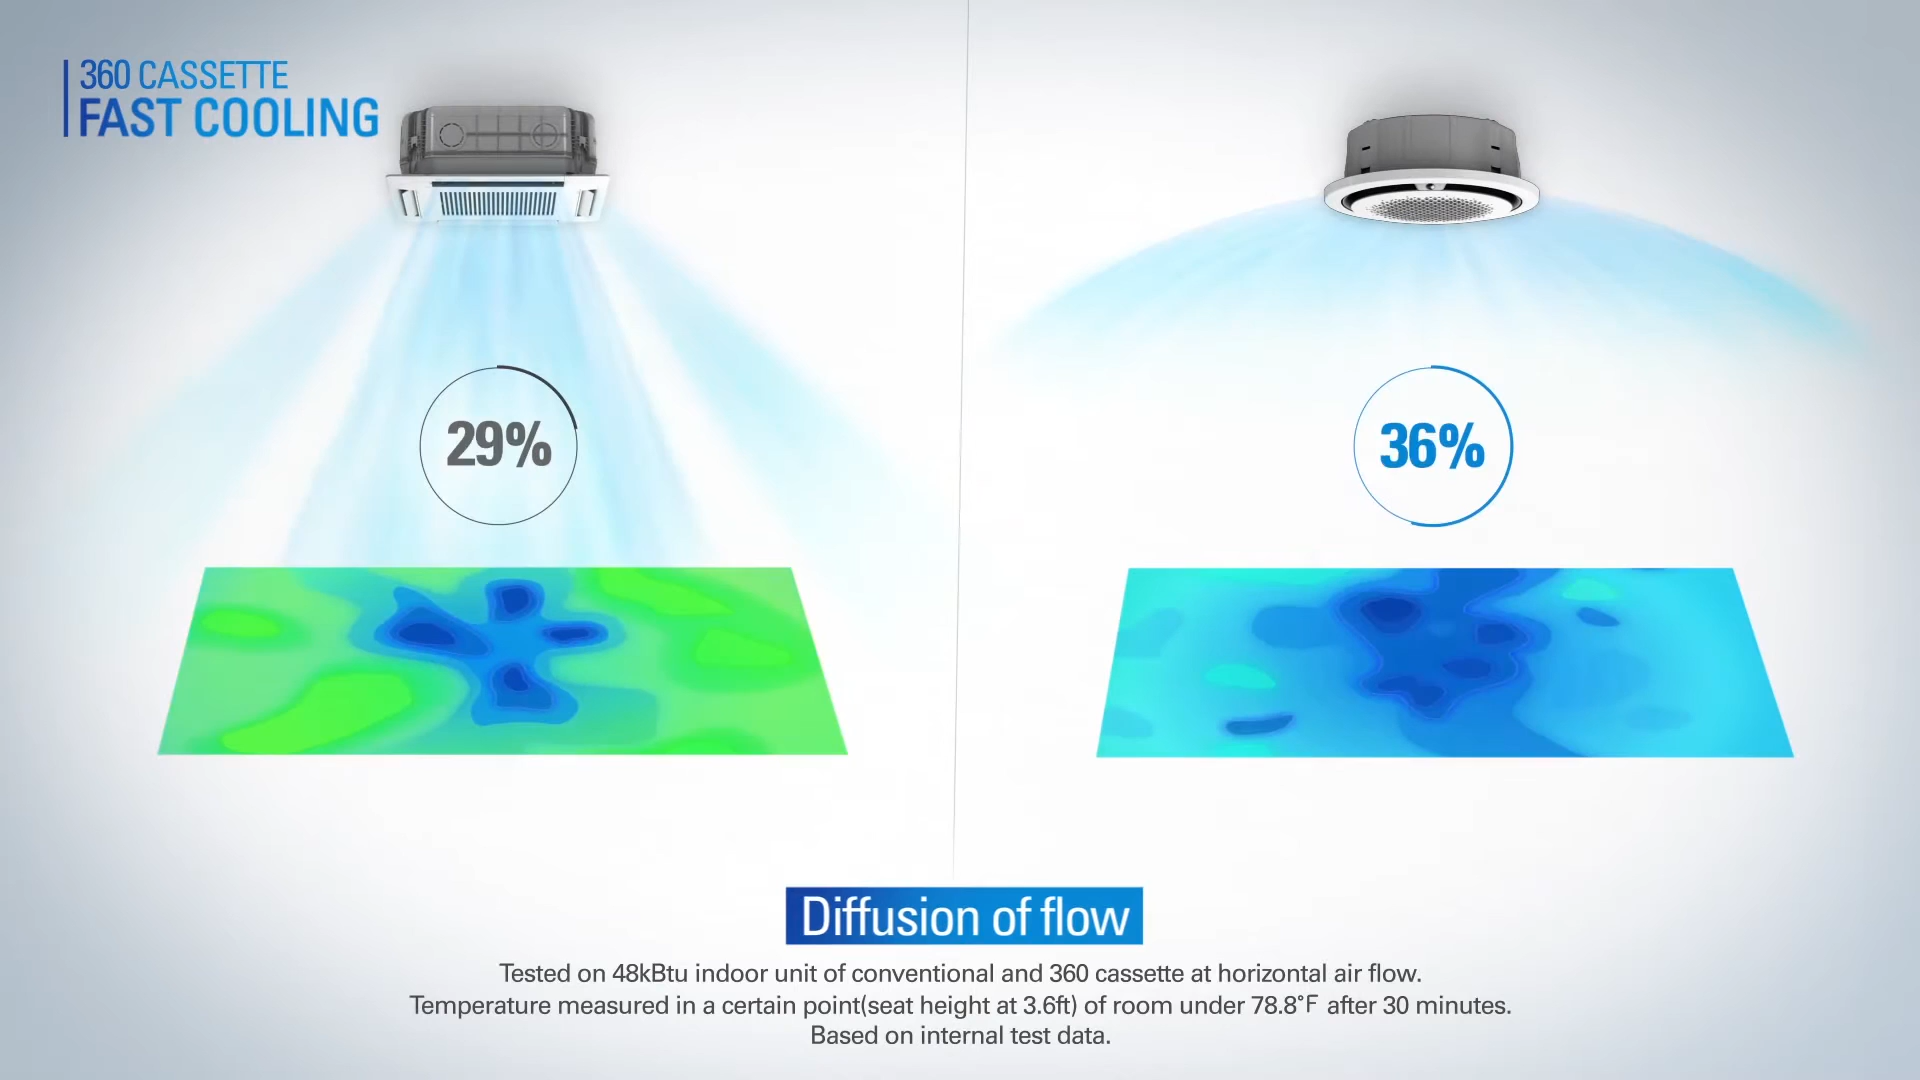 360 CASSETTE
FAST COOLING
29%
36%
Diffusion of flow
Tested on 48kBtu indoor unit of conventional and 360 cassette at horizontal air flow.
Temperature measured in a certain point(seat height at 3.6ft) of room under 78.8°F after 30 minutes.
Based on internal test data.